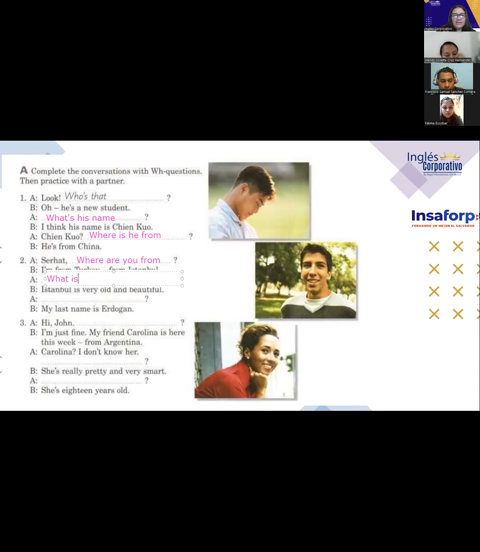 Inglés
Corporativo
Insaforp
A Complete the conversations with Wh-questions.
Then practice with a partner.
1. A: Look! Who's that ?
B: Oh – he's a new student.
A: What's his name ?
B: I think his name is Chien Kuo.
A: Chien Kuo? Where is he from ?
B: He's from China.
2. A: Serhat, Where are you from ?
B: I'm from Turkey – from Istanbul.
A: What is
B: Istanbul is very old and beautiful.
A: ?
B: My last name is Erdogan.
3. A: Hi, John. ?
B: I'm just fine. My friend Carolina is here
this week – from Argentina.
A: Carolina? I don't know her.
?
B: She's really pretty and very smart.
A: ?
B: She's eighteen years old.